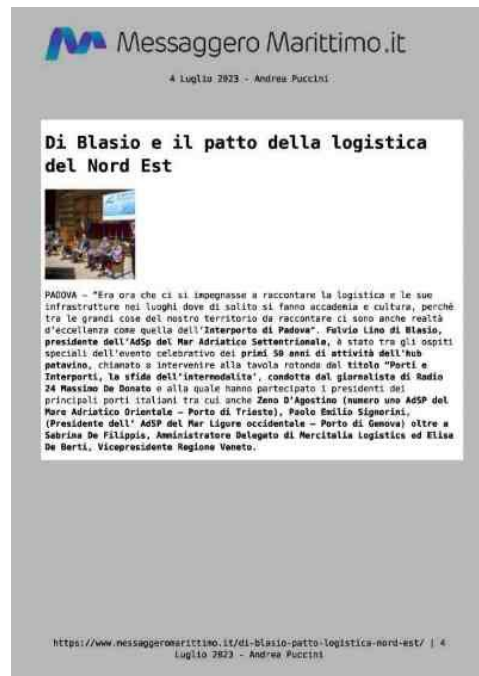 Messaggero Marittimo.it
4 Luglio 2023 - Andrea Puccini
Di Blasio e il patto della logistica
del Nord Est
PADOVA – "Era ora che ci si impegnasse a raccontare la logistica e le sue
infrastrutture nei luoghi dove di solito si fanno accademia e cultura, perchè
tra le grandi cose del nostro territorio da raccontare ci sono anche realtà
d'eccellenza come quella dell'Interporto di Padova". Fulvio Lino di Blasio,
presidente dell'AdSp del Mar Adriatico Settentrionale, è stato tra gli ospiti
speciali dell'evento celebrativo dei primi 50 anni di attività dell'hub
patavino, chiamato a intervenire alla tavola rotonda dal titolo "Porti e
Interporti, la sfida dell'intermodalita', condotta dal giornalista di Radio
24 Massimo De Donato e alla quale hanno partecipato i presidenti dei
principali porti italiani tra cui anche Zeno D'Agostino (numero uno AdSP del
Mare Adriatico Orientale – Porto di Trieste), Paolo Emilio Signorini,
(Presidente dell' AdSP del Mar Ligure occidentale – Porto di Genova) oltre a
Sabrina De Filippis, Amministratore Delegato di Mercitalia Logistics ed Elisa
De Berti, Vicepresidente Regione Veneto.
https://www.messaggeromarittimo.it/di-blasio-patto-logistica-nord-est/ | 4
Luglio 2023 - Andrea Puccini